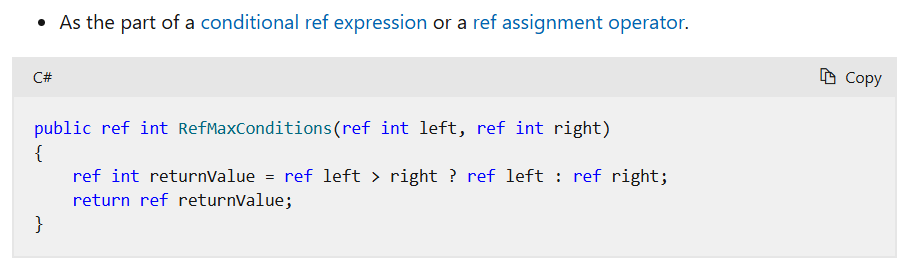 • As the part of a conditional ref expression or a ref assignment operator.
C#
Copy
public ref int RefMaxConditions(ref int left, ref int right)
{
    ref int returnValue = ref left > right ? ref left : ref right;
    return ref returnValue;
}